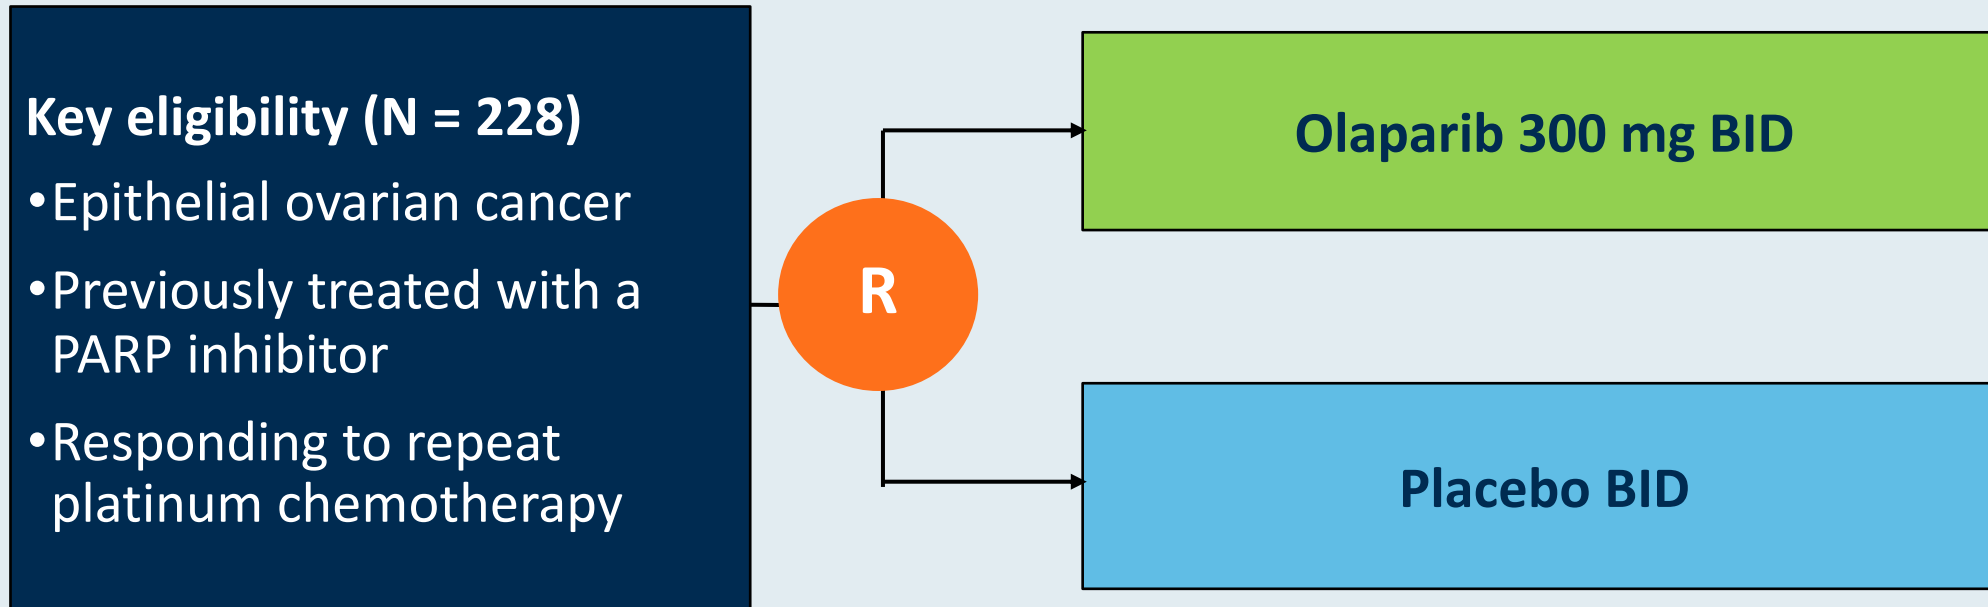 Key eligibility (N = 228)
•Epithelial ovarian cancer
•Previously treated with a
PARP inhibitor
•Responding to repeat
platinum chemotherapy
R
Olaparib 300 mg BID
Placebo BID